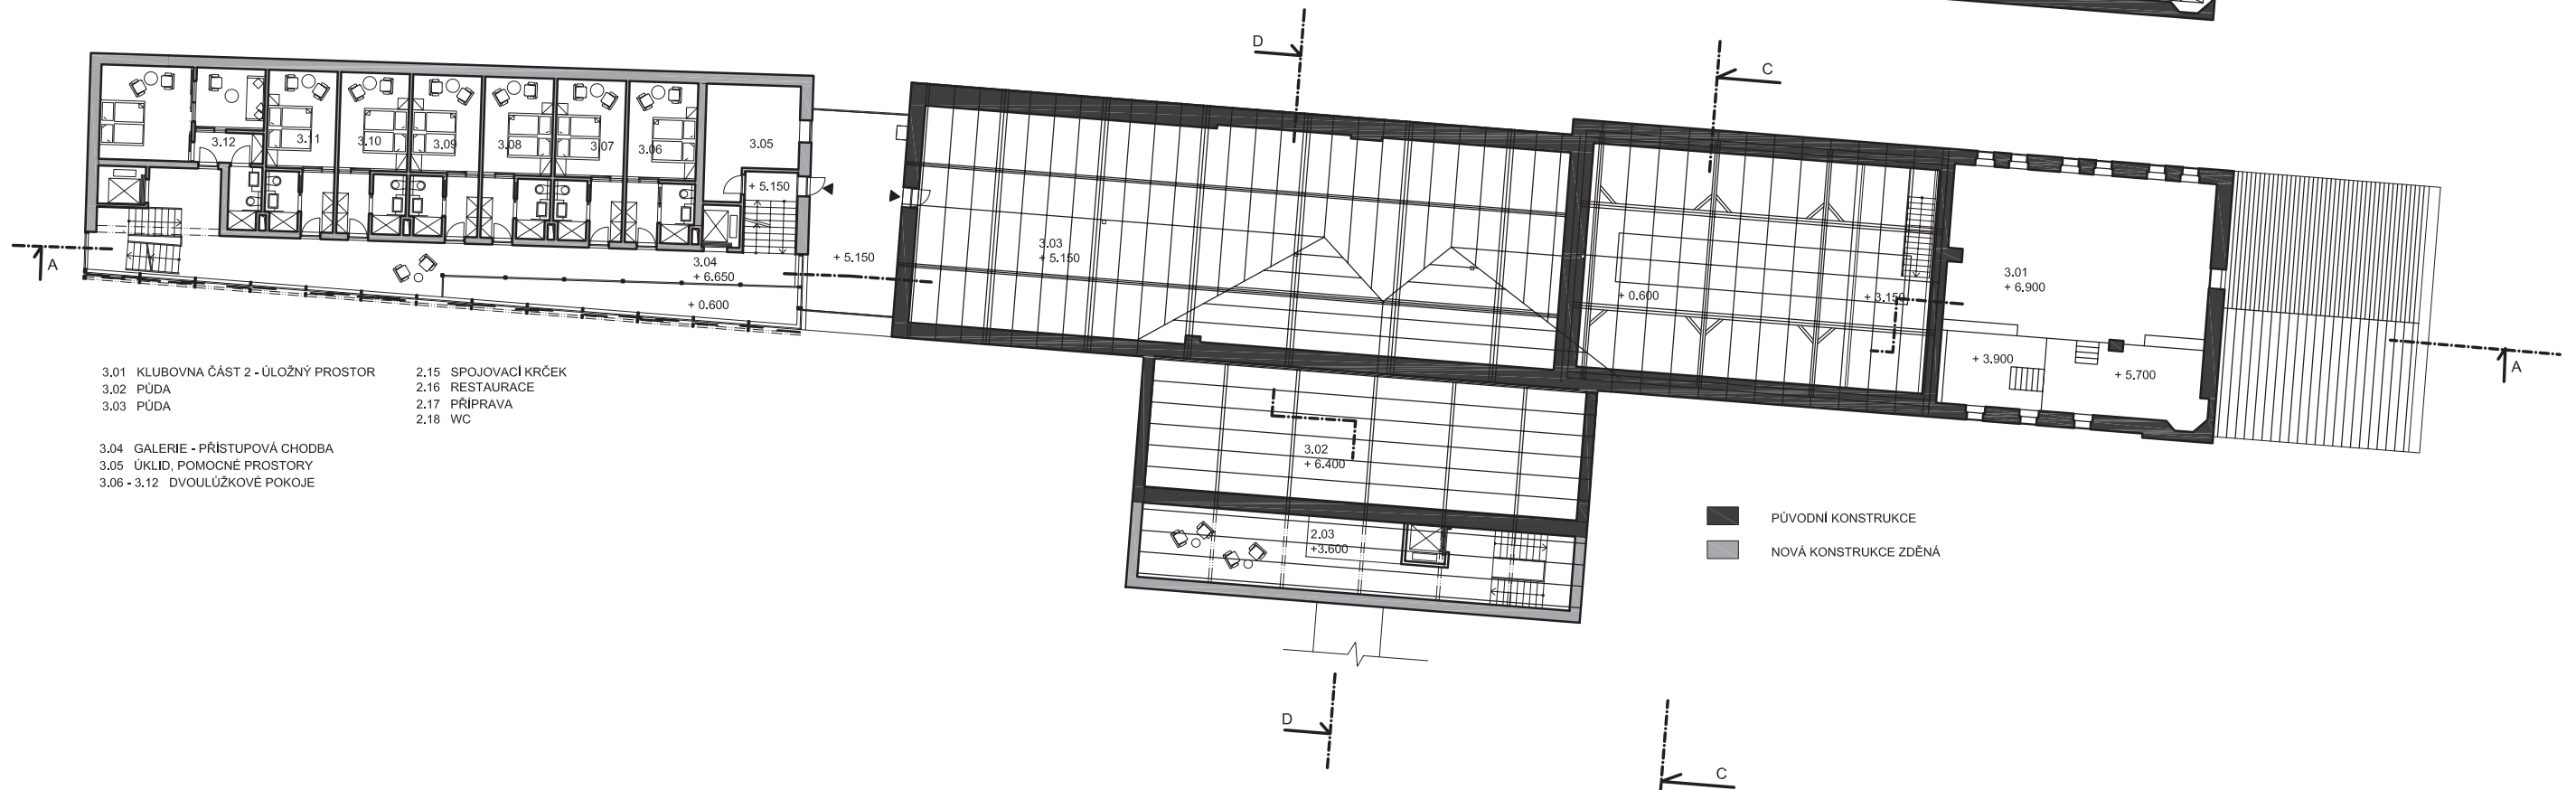 D
C
3.12
3.11
3.10
3.09
3.08
3.07
3.06
3.05
+ 5.150
3.04
+ 6.650
+ 0.600
+ 5.150
3.03
+ 5.150
+ 0.600
+ 3.150
3.01
+ 6.900
+ 3.900
+ 5.700
A
A
3.01 KLUBOVNA ČÁST 2 - ÚLOŽNÝ PROSTOR
3.02 PŮDA
3.03 PŮDA
2.15 SPOJOVACÍ KRČEK
2.16 RESTAURACE
2.17 PŘÍPRAVA
2.18 WC
3.04 GALERIE - PŘÍSTUPOVÁ CHODBA
3.05 ÚKLID, POMOCNÉ PROSTORY
3.06 - 3.12 DVOULŮŽKOVÉ POKOJE
3.02
+ 6.400
2.03
+3.600
PŮVODNÍ KONSTRUKCE
NOVÁ KONSTRUKCE ZDĚNÁ
D
C